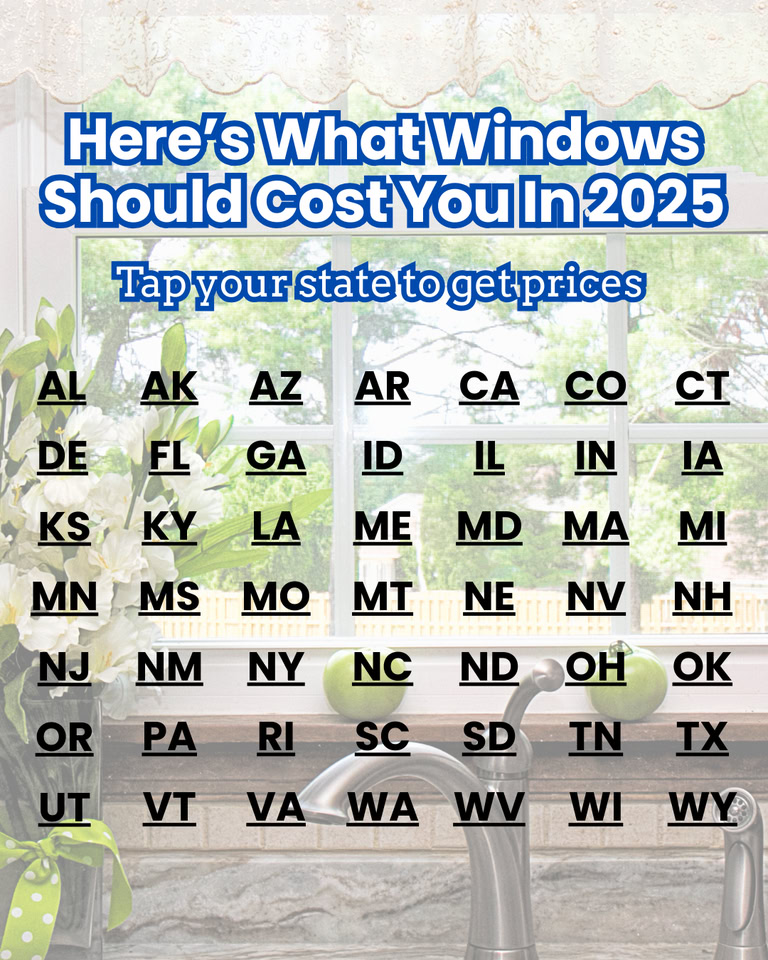 Here's What Windows
Should Cost You In 2025
Tap your state to get prices
AL AK AZ AR CA CO CT
DE FL GA ID IL IN IA
KS KY LA ME MD MA MI
MN MS MO MT NE NV NH
NJ NM NY NC ND OH OK
OR PA RI SC SD TN TX
UT VT VA WA WV WI WY